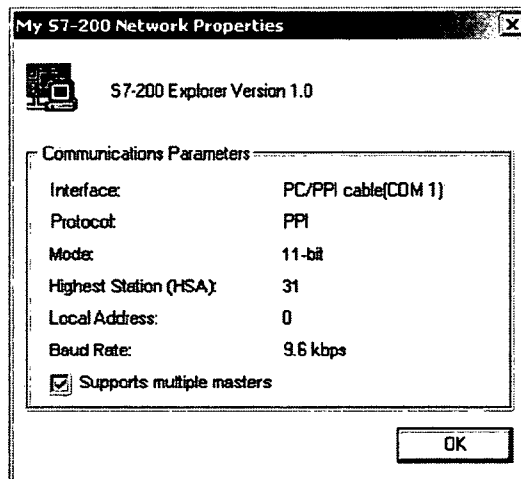 My S7-200 Network Properties
S7-200 Explorer Version 1.0
Communications Parameters
Interface: PC/PPI cable(COM 1)
Protocol: PPI
Mode: 11-bit
Highest Station (HSA): 31
Local Address: 0
Baud Rate: 9.6 kbps
Supports multiple masters
OK